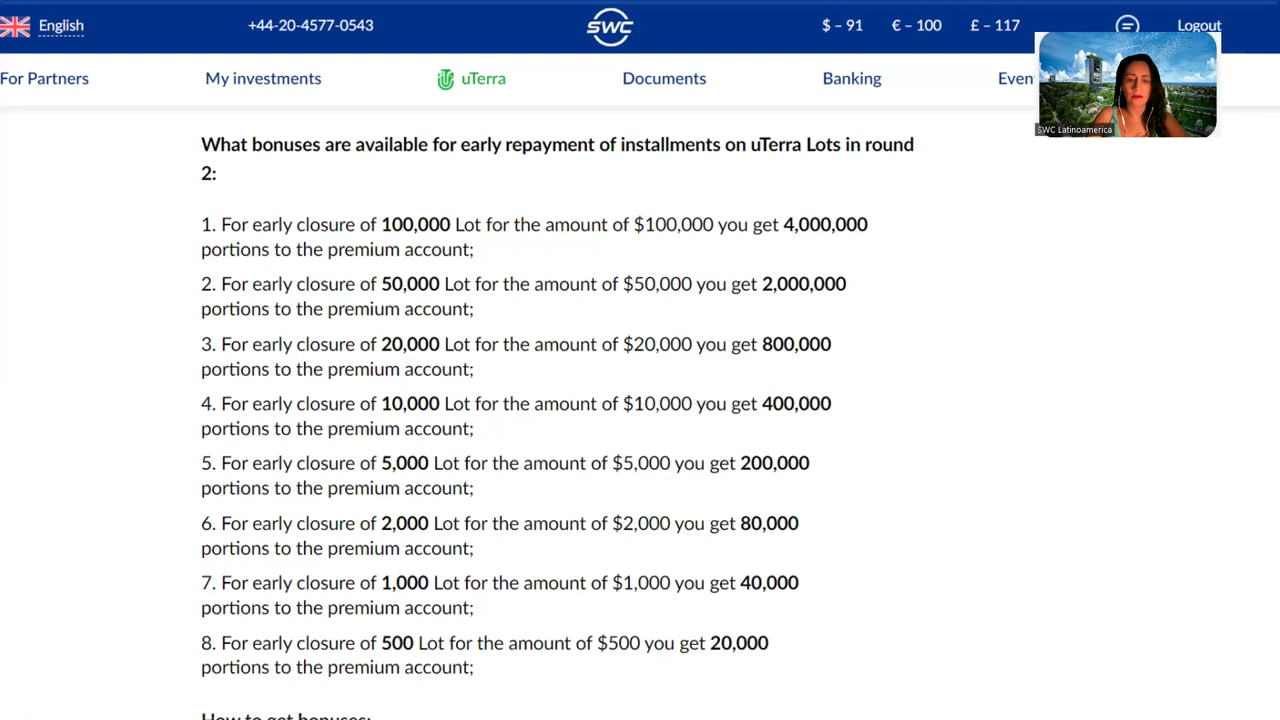 English
+44-20-4577-0543
SWC
$ – 91
€ – 100
£ – 117
Logout
For Partners
My investments
uTerra
Documents
Banking
Even
SWC Latinoamerica
What bonuses are available for early repayment of installments on uTerra Lots in round
2:
1. For early closure of 100,000 Lot for the amount of $100,000 you get 4,000,000
portions to the premium account;
2. For early closure of 50,000 Lot for the amount of $50,000 you get 2,000,000
portions to the premium account;
3. For early closure of 20,000 Lot for the amount of $20,000 you get 800,000
portions to the premium account;
4. For early closure of 10,000 Lot for the amount of $10,000 you get 400,000
portions to the premium account;
5. For early closure of 5,000 Lot for the amount of $5,000 you get 200,000
portions to the premium account;
6. For early closure of 2,000 Lot for the amount of $2,000 you get 80,000
portions to the premium account;
7. For early closure of 1,000 Lot for the amount of $1,000 you get 40,000
portions to the premium account;
8. For early closure of 500 Lot for the amount of $500 you get 20,000
portions to the premium account;
How to get bonuses: